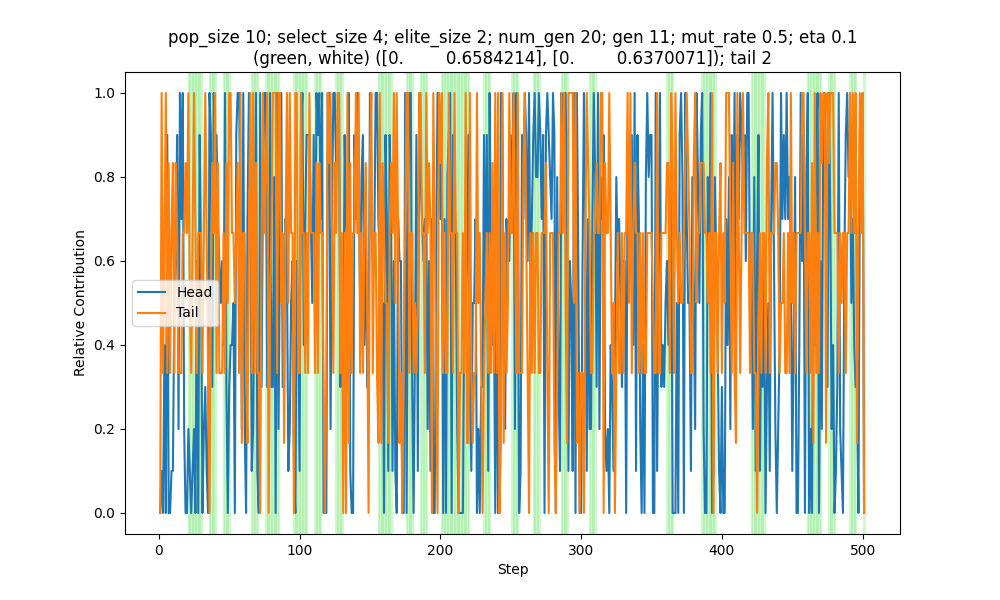 pop_size 10; select_size 4; elite_size 2; num_gen 20; gen 11; mut_rate 0.5; eta 0.1
(green, white) ([0. 0.6584214], [0. 0.6370071]); tail 2
1.0
0.8
0.6
0.4
0.2
0.0
Relative Contribution
Head
Tail
0 100 200 300 400 500
Step